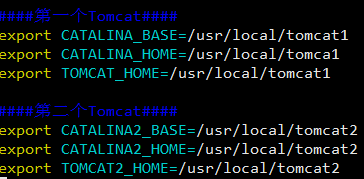 ####第一个Tomcat####
export CATALINA_BASE=/usr/local/tomcat1
export CATALINA_HOME=/usr/local/tomca1
export TOMCAT_HOME=/usr/local/tomcat1
####第二个Tomcat####
export CATALINA2_BASE=/usr/local/tomcat2
export CATALINA2_HOME=/usr/local/tomcat2
export TOMCAT2_HOME=/usr/local/tomcat2